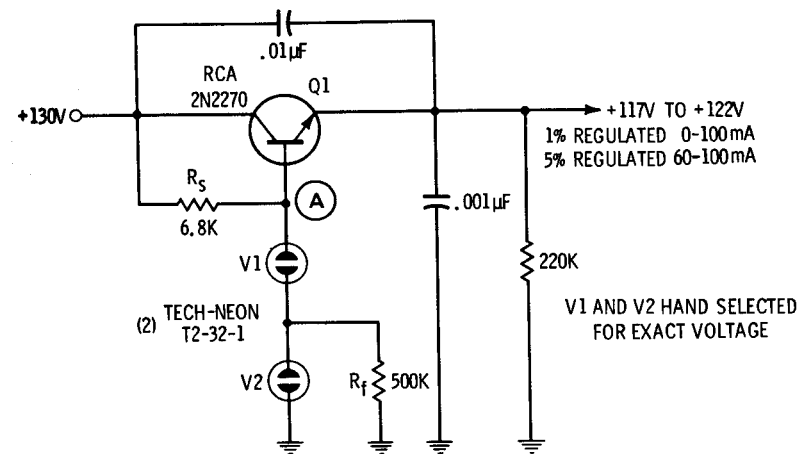 .01µF
RCA
2N2270
Q1
+130V
+117V TO +122V
1% REGULATED 0-100mA
5% REGULATED 60-100mA
Rs
6.8K
A
.001µF
220K
V1
(2) TECH-NEON
T2-32-1
V1 AND V2 HAND SELECTED
FOR EXACT VOLTAGE
V2
Rf
500K